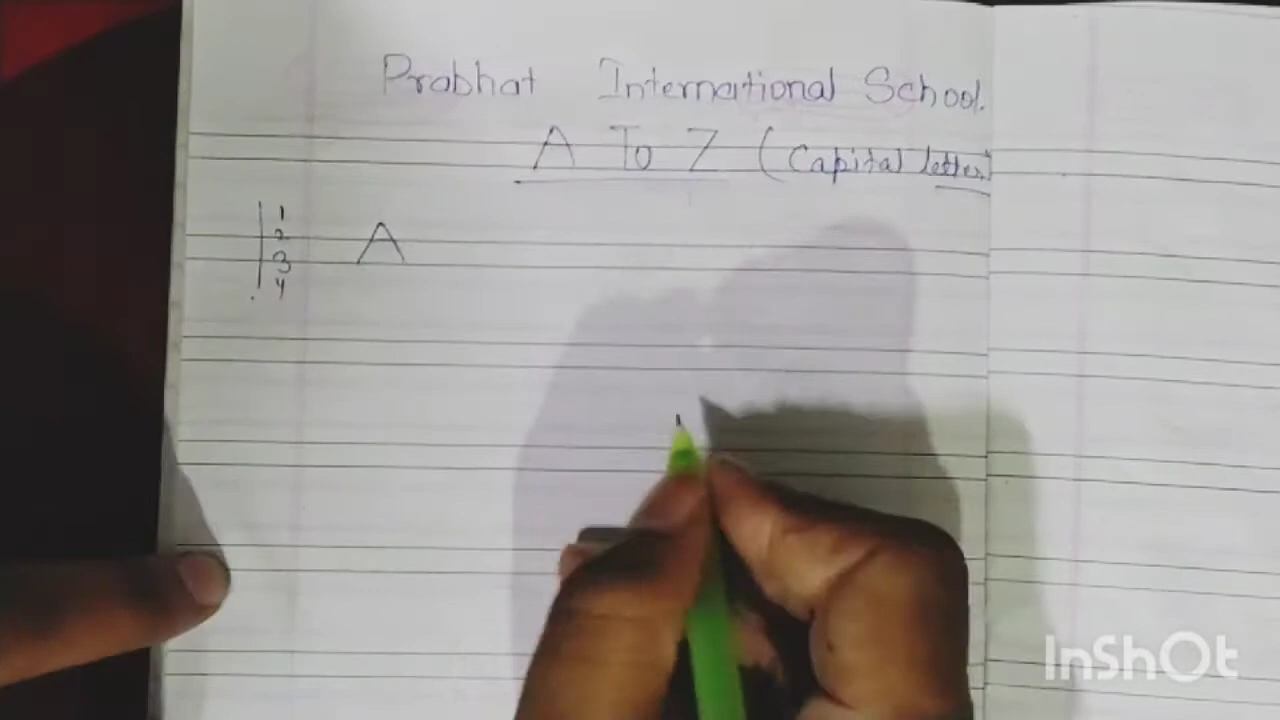 Prabhat International School.
A To Z (Capital letter)
1
2
3
4
A
InShOt